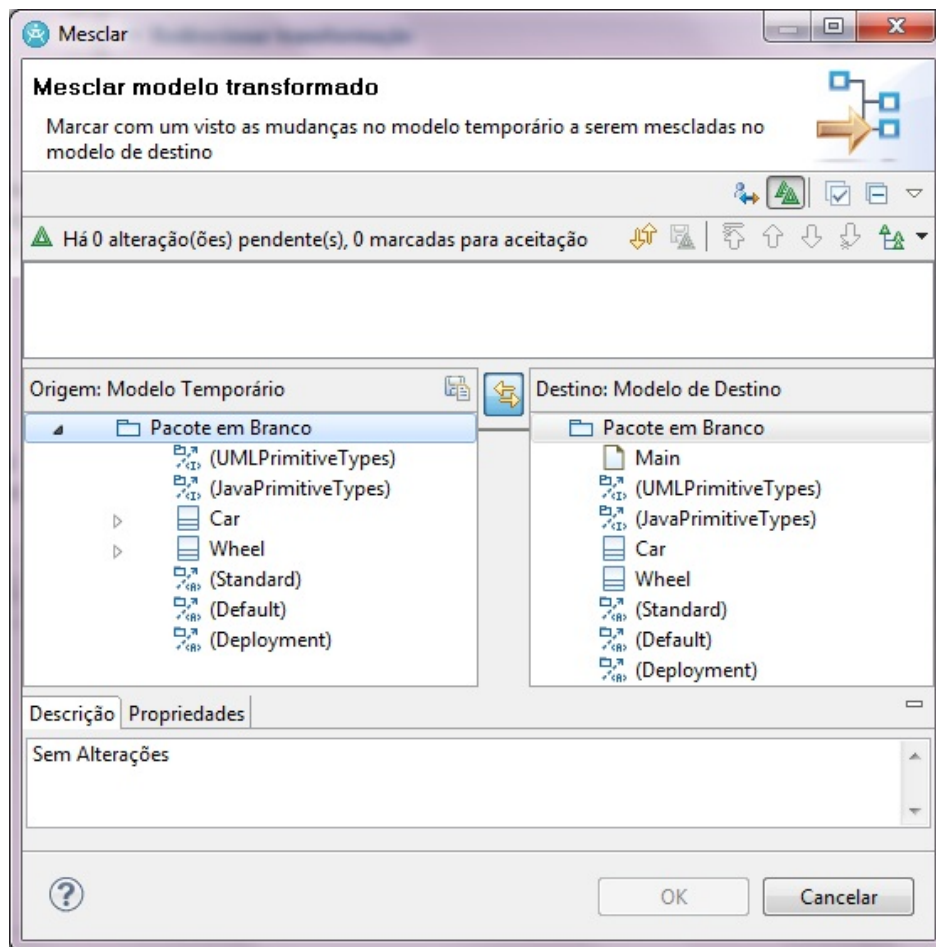 Mesclar
Mesclar modelo transformado
Marcar com um visto as mudanças no modelo temporário a serem mescladas no
modelo de destino
Há 0 alteração(ões) pendente(s), 0 marcadas para aceitação
Origem: Modelo Temporário
Pacote em Branco
(UMLPrimitiveTypes)
(JavaPrimitiveTypes)
Car
Wheel
(Standard)
(Default)
(Deployment)
Destino: Modelo de Destino
Pacote em Branco
Main
(UMLPrimitiveTypes)
(JavaPrimitiveTypes)
Car
Wheel
(Standard)
(Default)
(Deployment)
Descrição Propriedades
Sem Alterações
OK Cancelar